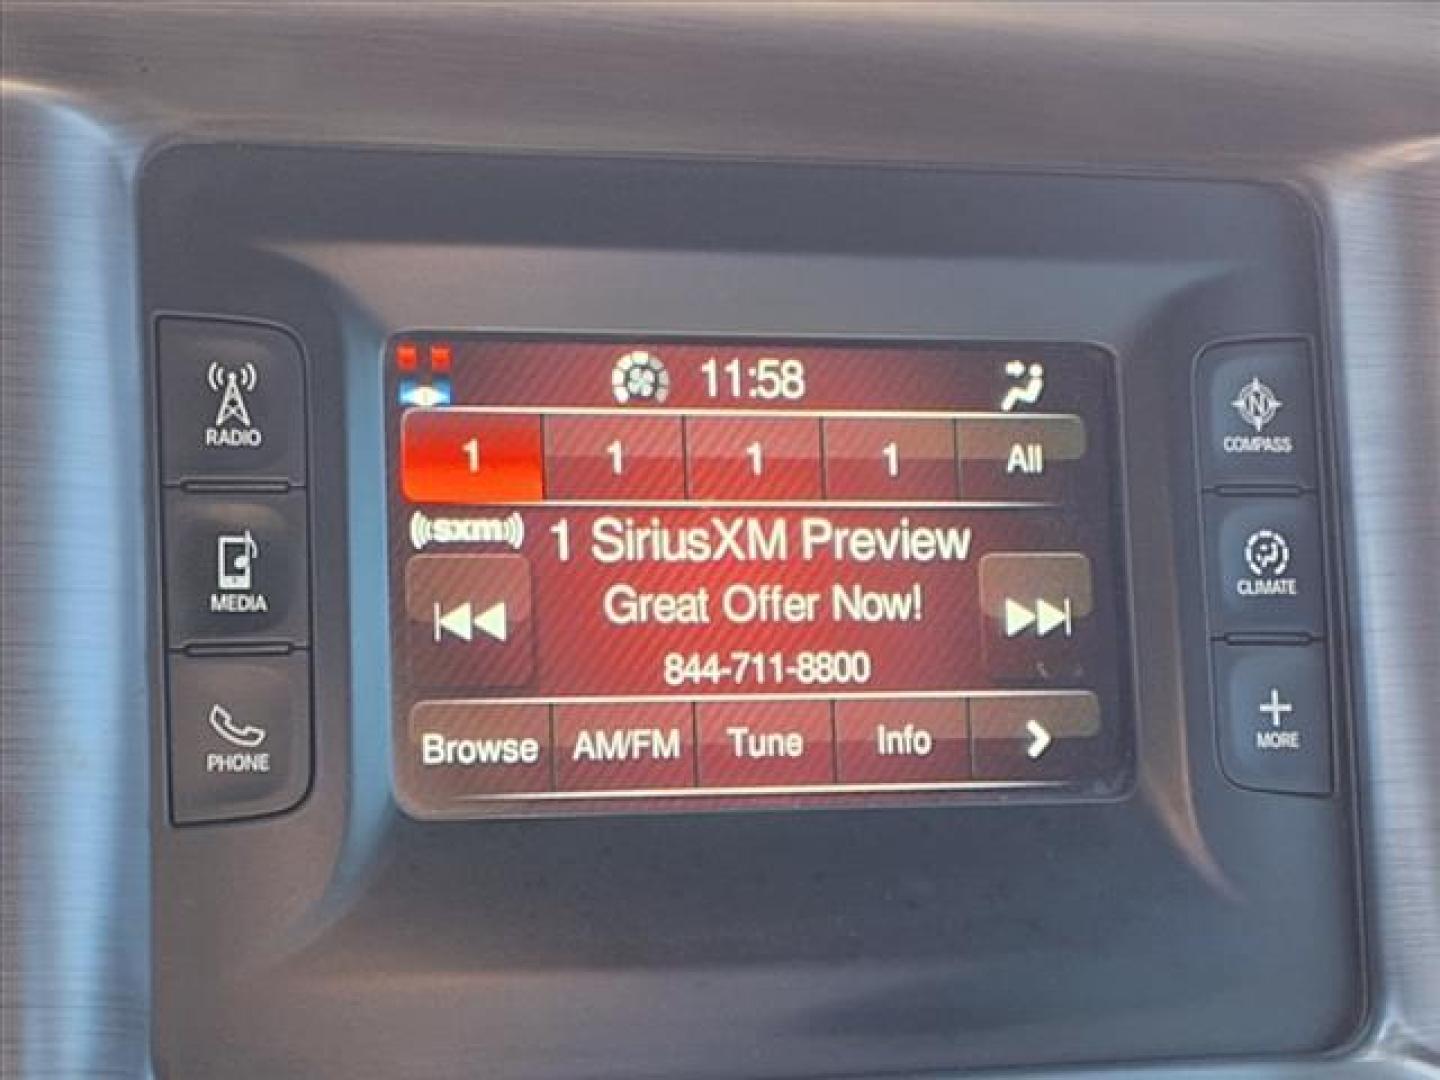 11:58
1 1 1 1 All
sxm 1 SiriusXM Preview
Great Offer Now!
844-711-8800
Browse AM/FM Tune Info
RADIO
MEDIA
PHONE
N
COMPASS
CLIMATE
MORE